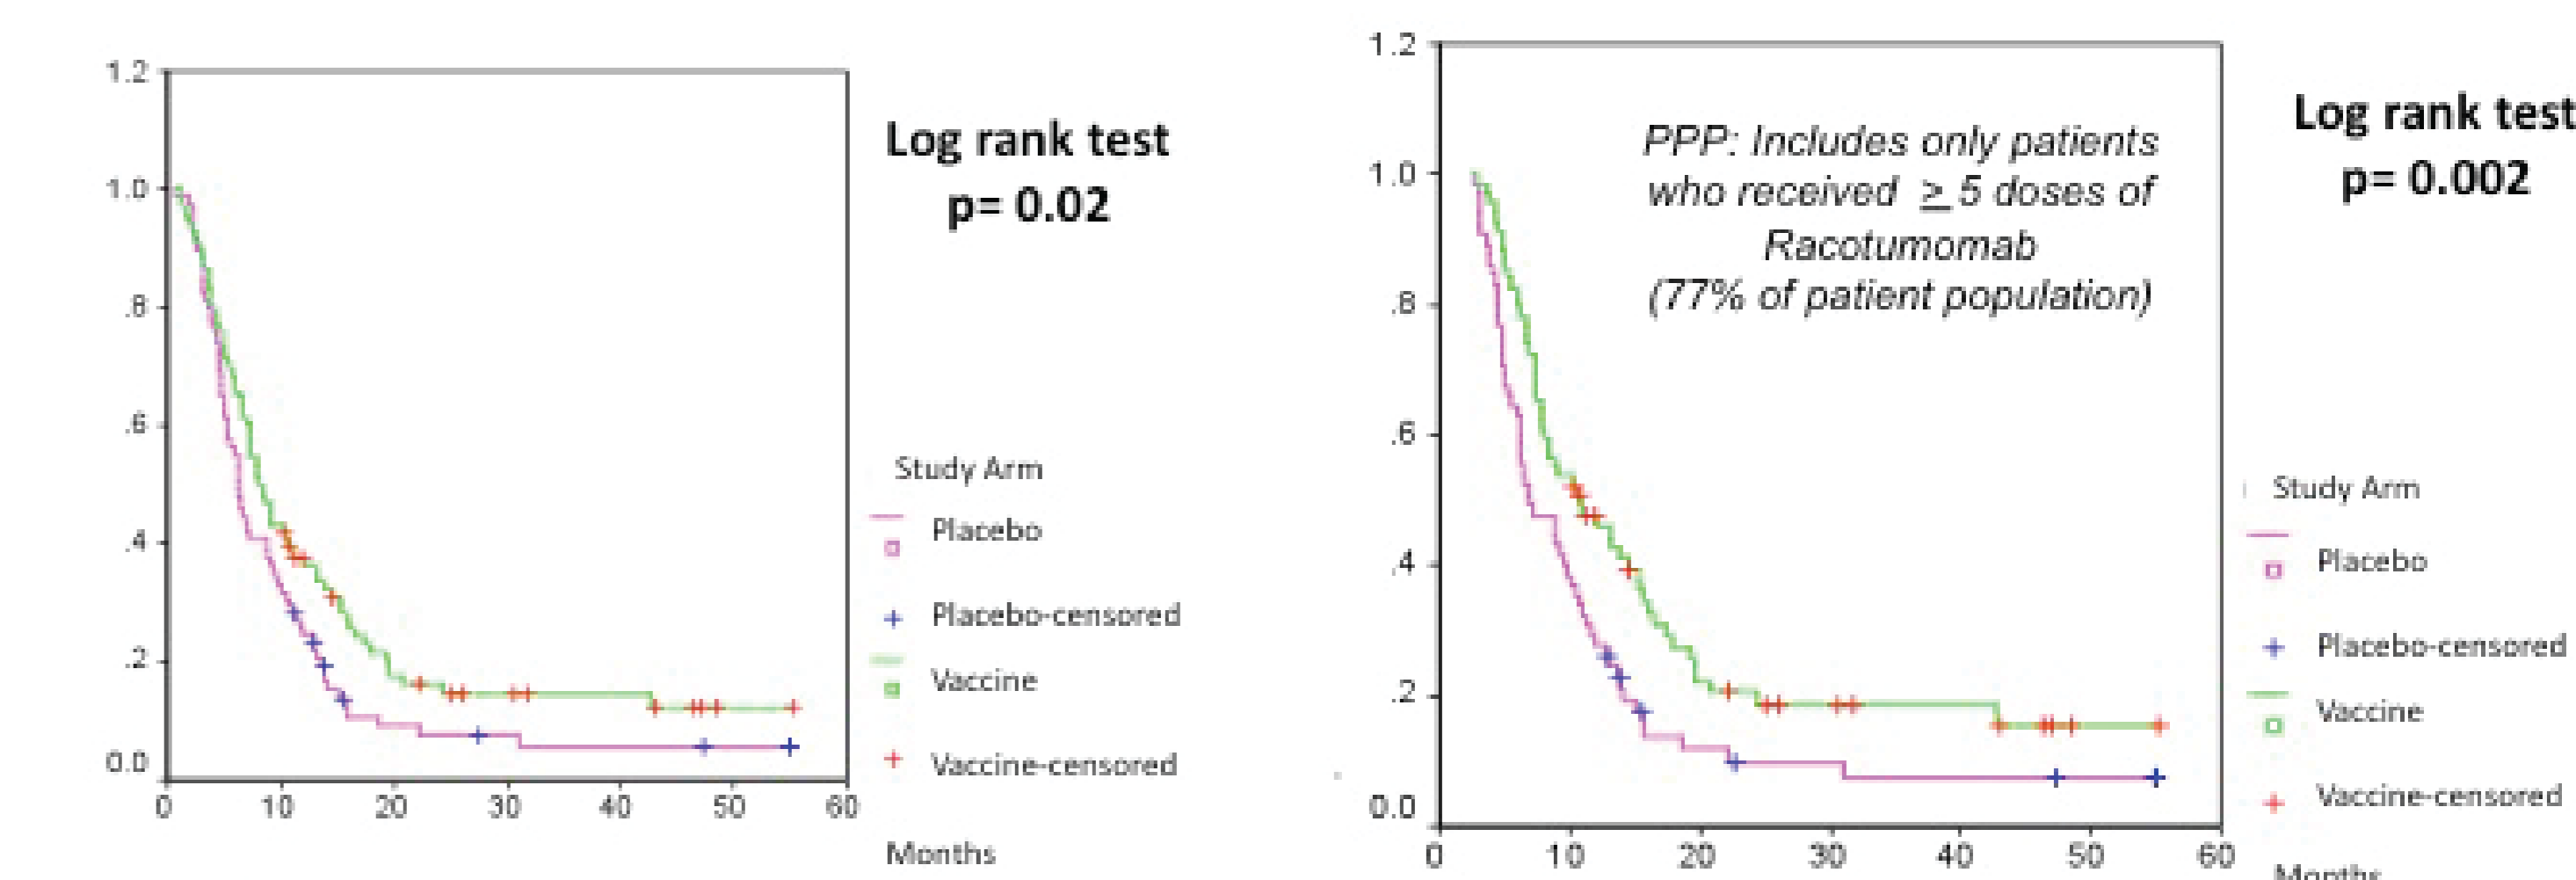 1.2
1.0
.8
.6
.4
.2
0.0
0 10 20 30 40 50 60
Months
Log rank test
p= 0.02
Study Arm
Placebo
Placebo-censored
Vaccine
Vaccine-censored
1.2
1.0
.8
.6
.4
.2
0.0
0 10 20 30 40 50 60
Months
PPP: Includes only patients
who received ≥ 5 doses of
Racotumomab
(77% of patient population)
Log rank test
p= 0.002
Study Arm
Placebo
Placebo-censored
Vaccine
Vaccine-censored